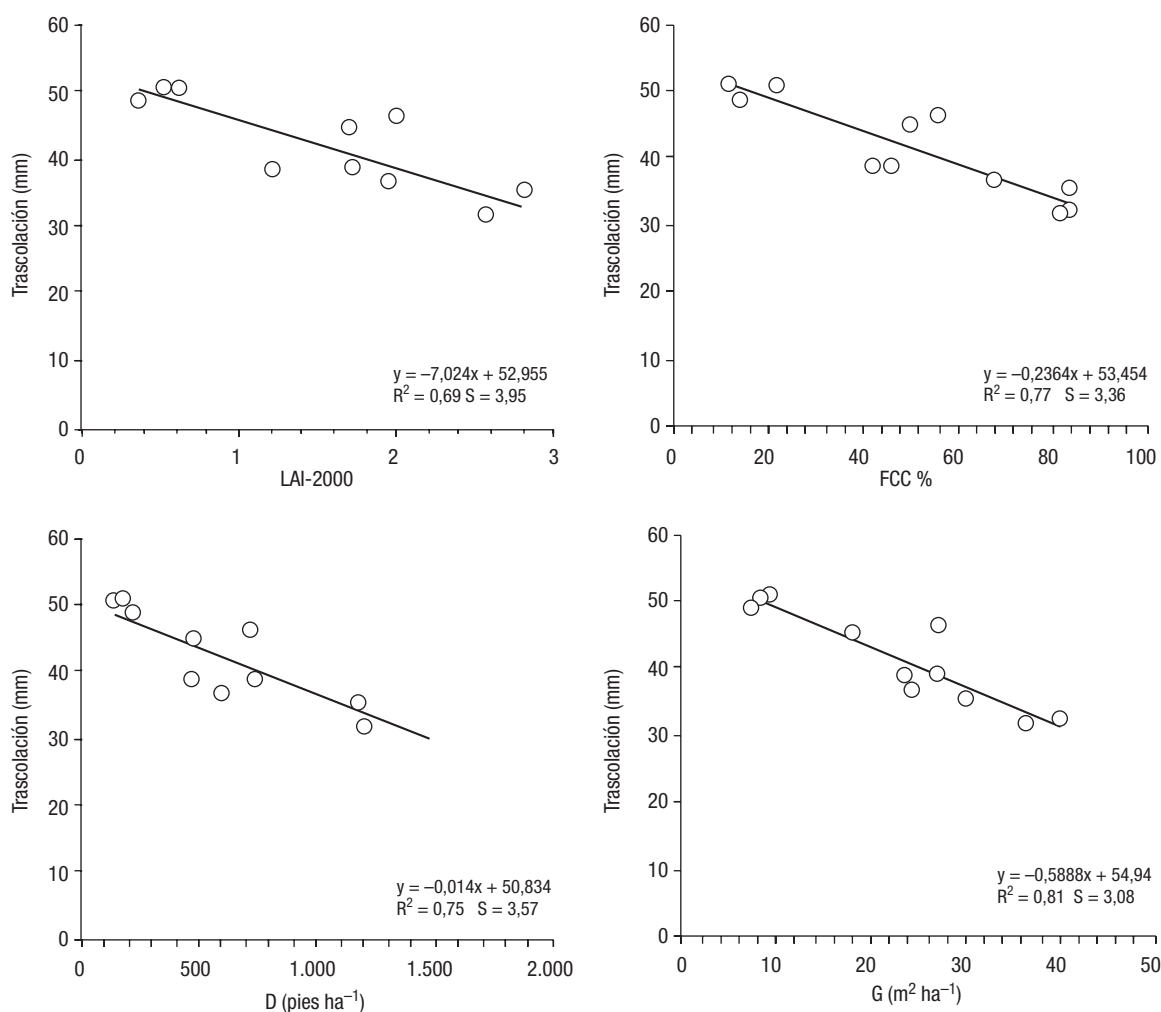 60
50
40
30
20
10
0
Trascolación (mm)
y = –7,024x + 52,955
R² = 0,69 S = 3,95
0 1 2 3
LAI-2000
60
50
40
30
20
10
0
Trascolación (mm)
y = –0,2364x + 53,454
R² = 0,77 S = 3,36
0 20 40 60 80 100
FCC %
60
50
40
30
20
10
0
Trascolación (mm)
y = –0,014x + 50,834
R² = 0,75 S = 3,57
0 500 1.000 1.500 2.000
D (pies ha⁻¹)
60
50
40
30
20
10
0
Trascolación (mm)
y = –0,5888x + 54,94
R² = 0,81 S = 3,08
0 10 20 30 40 50
G (m² ha⁻¹)